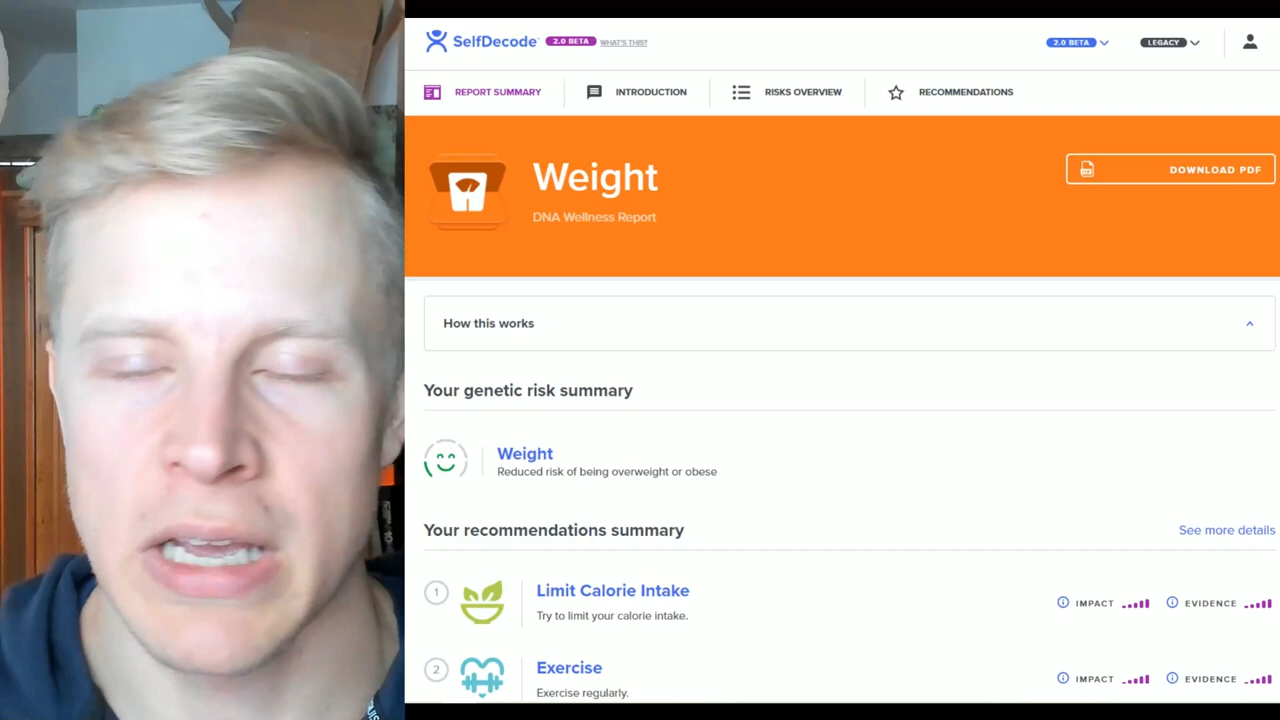 SelfDecode 2.0 BETA WHAT'S THIS?
2.0 BETA LEGACY
REPORT SUMMARY INTRODUCTION RISKS OVERVIEW RECOMMENDATIONS
Weight
DNA Wellness Report
DOWNLOAD PDF
How this works
Your genetic risk summary
Weight
Reduced risk of being overweight or obese
Your recommendations summary
See more details
1
Limit Calorie Intake
Try to limit your calorie intake.
IMPACT EVIDENCE
2
Exercise
Exercise regularly.
IMPACT EVIDENCE